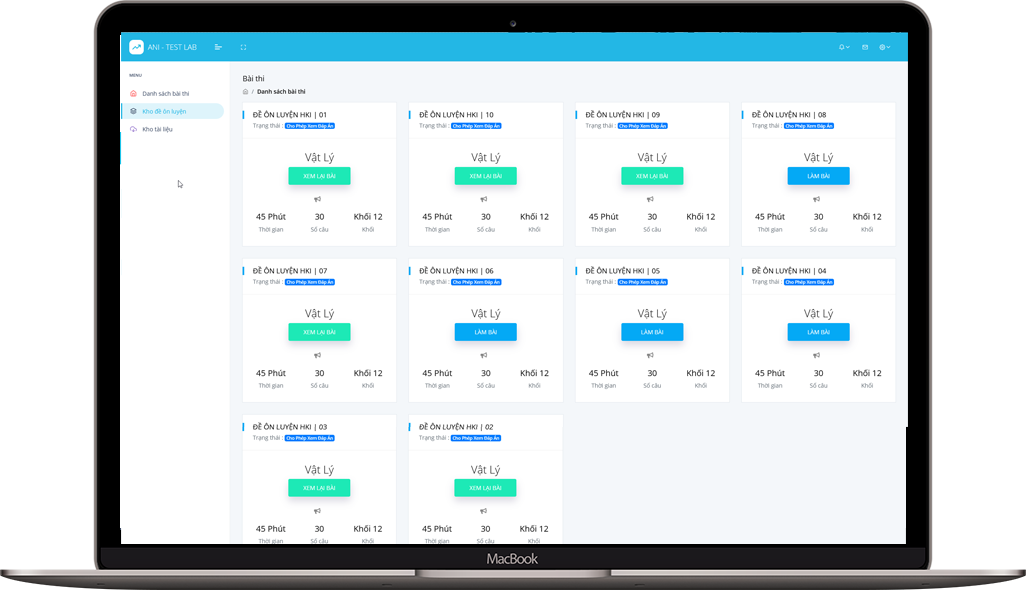 ANI - TEST LAB
MENU
Danh sách bài thi
Kho đề ôn luyện
Kho tài liệu
Bài thi
/ Danh sách bài thi
ĐỀ ÔN LUYỆN HKI | 01
Trạng thái : Cho Phép Xem Đáp Án
Vật Lý
XEM LẠI BÀI
45 Phút 30 Khối 12
Thời gian Số câu Khối
ĐỀ ÔN LUYỆN HKI | 10
Trạng thái : Cho Phép Xem Đáp Án
Vật Lý
XEM LẠI BÀI
45 Phút 30 Khối 12
Thời gian Số câu Khối
ĐỀ ÔN LUYỆN HKI | 09
Trạng thái : Cho Phép Xem Đáp Án
Vật Lý
XEM LẠI BÀI
45 Phút 30 Khối 12
Thời gian Số câu Khối
ĐỀ ÔN LUYỆN HKI | 08
Trạng thái : Cho Phép Xem Đáp Án
Vật Lý
LÀM BÀI
45 Phút 30 Khối 12
Thời gian Số câu Khối
ĐỀ ÔN LUYỆN HKI | 07
Trạng thái : Cho Phép Xem Đáp Án
Vật Lý
XEM LẠI BÀI
45 Phút 30 Khối 12
Thời gian Số câu Khối
ĐỀ ÔN LUYỆN HKI | 06
Trạng thái : Cho Phép Xem Đáp Án
Vật Lý
LÀM BÀI
45 Phút 30 Khối 12
Thời gian Số câu Khối
ĐỀ ÔN LUYỆN HKI | 05
Trạng thái : Cho Phép Xem Đáp Án
Vật Lý
LÀM BÀI
45 Phút 30 Khối 12
Thời gian Số câu Khối
ĐỀ ÔN LUYỆN HKI | 04
Trạng thái : Cho Phép Xem Đáp Án
Vật Lý
LÀM BÀI
45 Phút 30 Khối 12
Thời gian Số câu Khối
ĐỀ ÔN LUYỆN HKI | 03
Trạng thái : Cho Phép Xem Đáp Án
Vật Lý
XEM LẠI BÀI
45 Phút 30 Khối 12
Thời gian Số câu Khối
ĐỀ ÔN LUYỆN HKI | 02
Trạng thái : Cho Phép Xem Đáp Án
Vật Lý
XEM LẠI BÀI
45 Phút 30 Khối 12
Thời gian Số câu Khối
MacBook